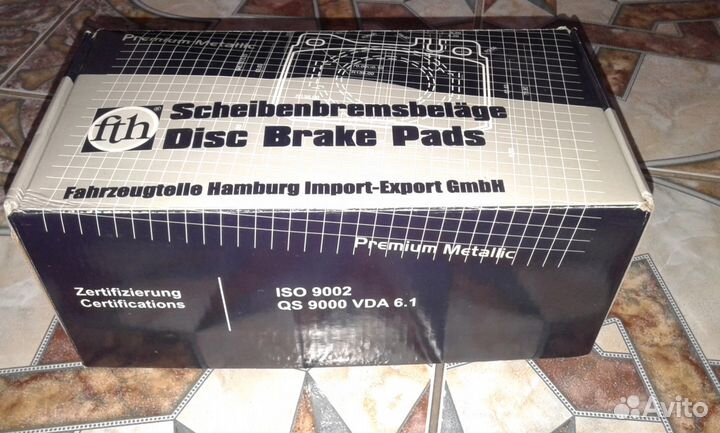 Premium Metallic
fth®
Scheibenbremsbeläge
Disc Brake Pads
Fahrzeugteile Hamburg Import-Export GmbH
Premium Metallic
Zertifizierung
Certifications
ISO 9002
QS 9000 VDA 6.1
Avito